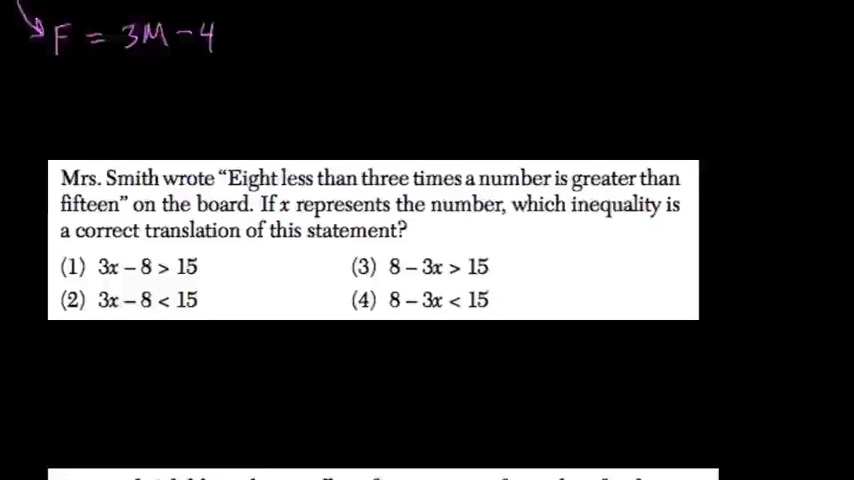 F = 3M - 4
Mrs. Smith wrote “Eight less than three times a number is greater than
fifteen” on the board. If x represents the number, which inequality is
a correct translation of this statement?
(1) 3x – 8 > 15 (3) 8 – 3x > 15
(2) 3x – 8 < 15 (4) 8 – 3x < 15